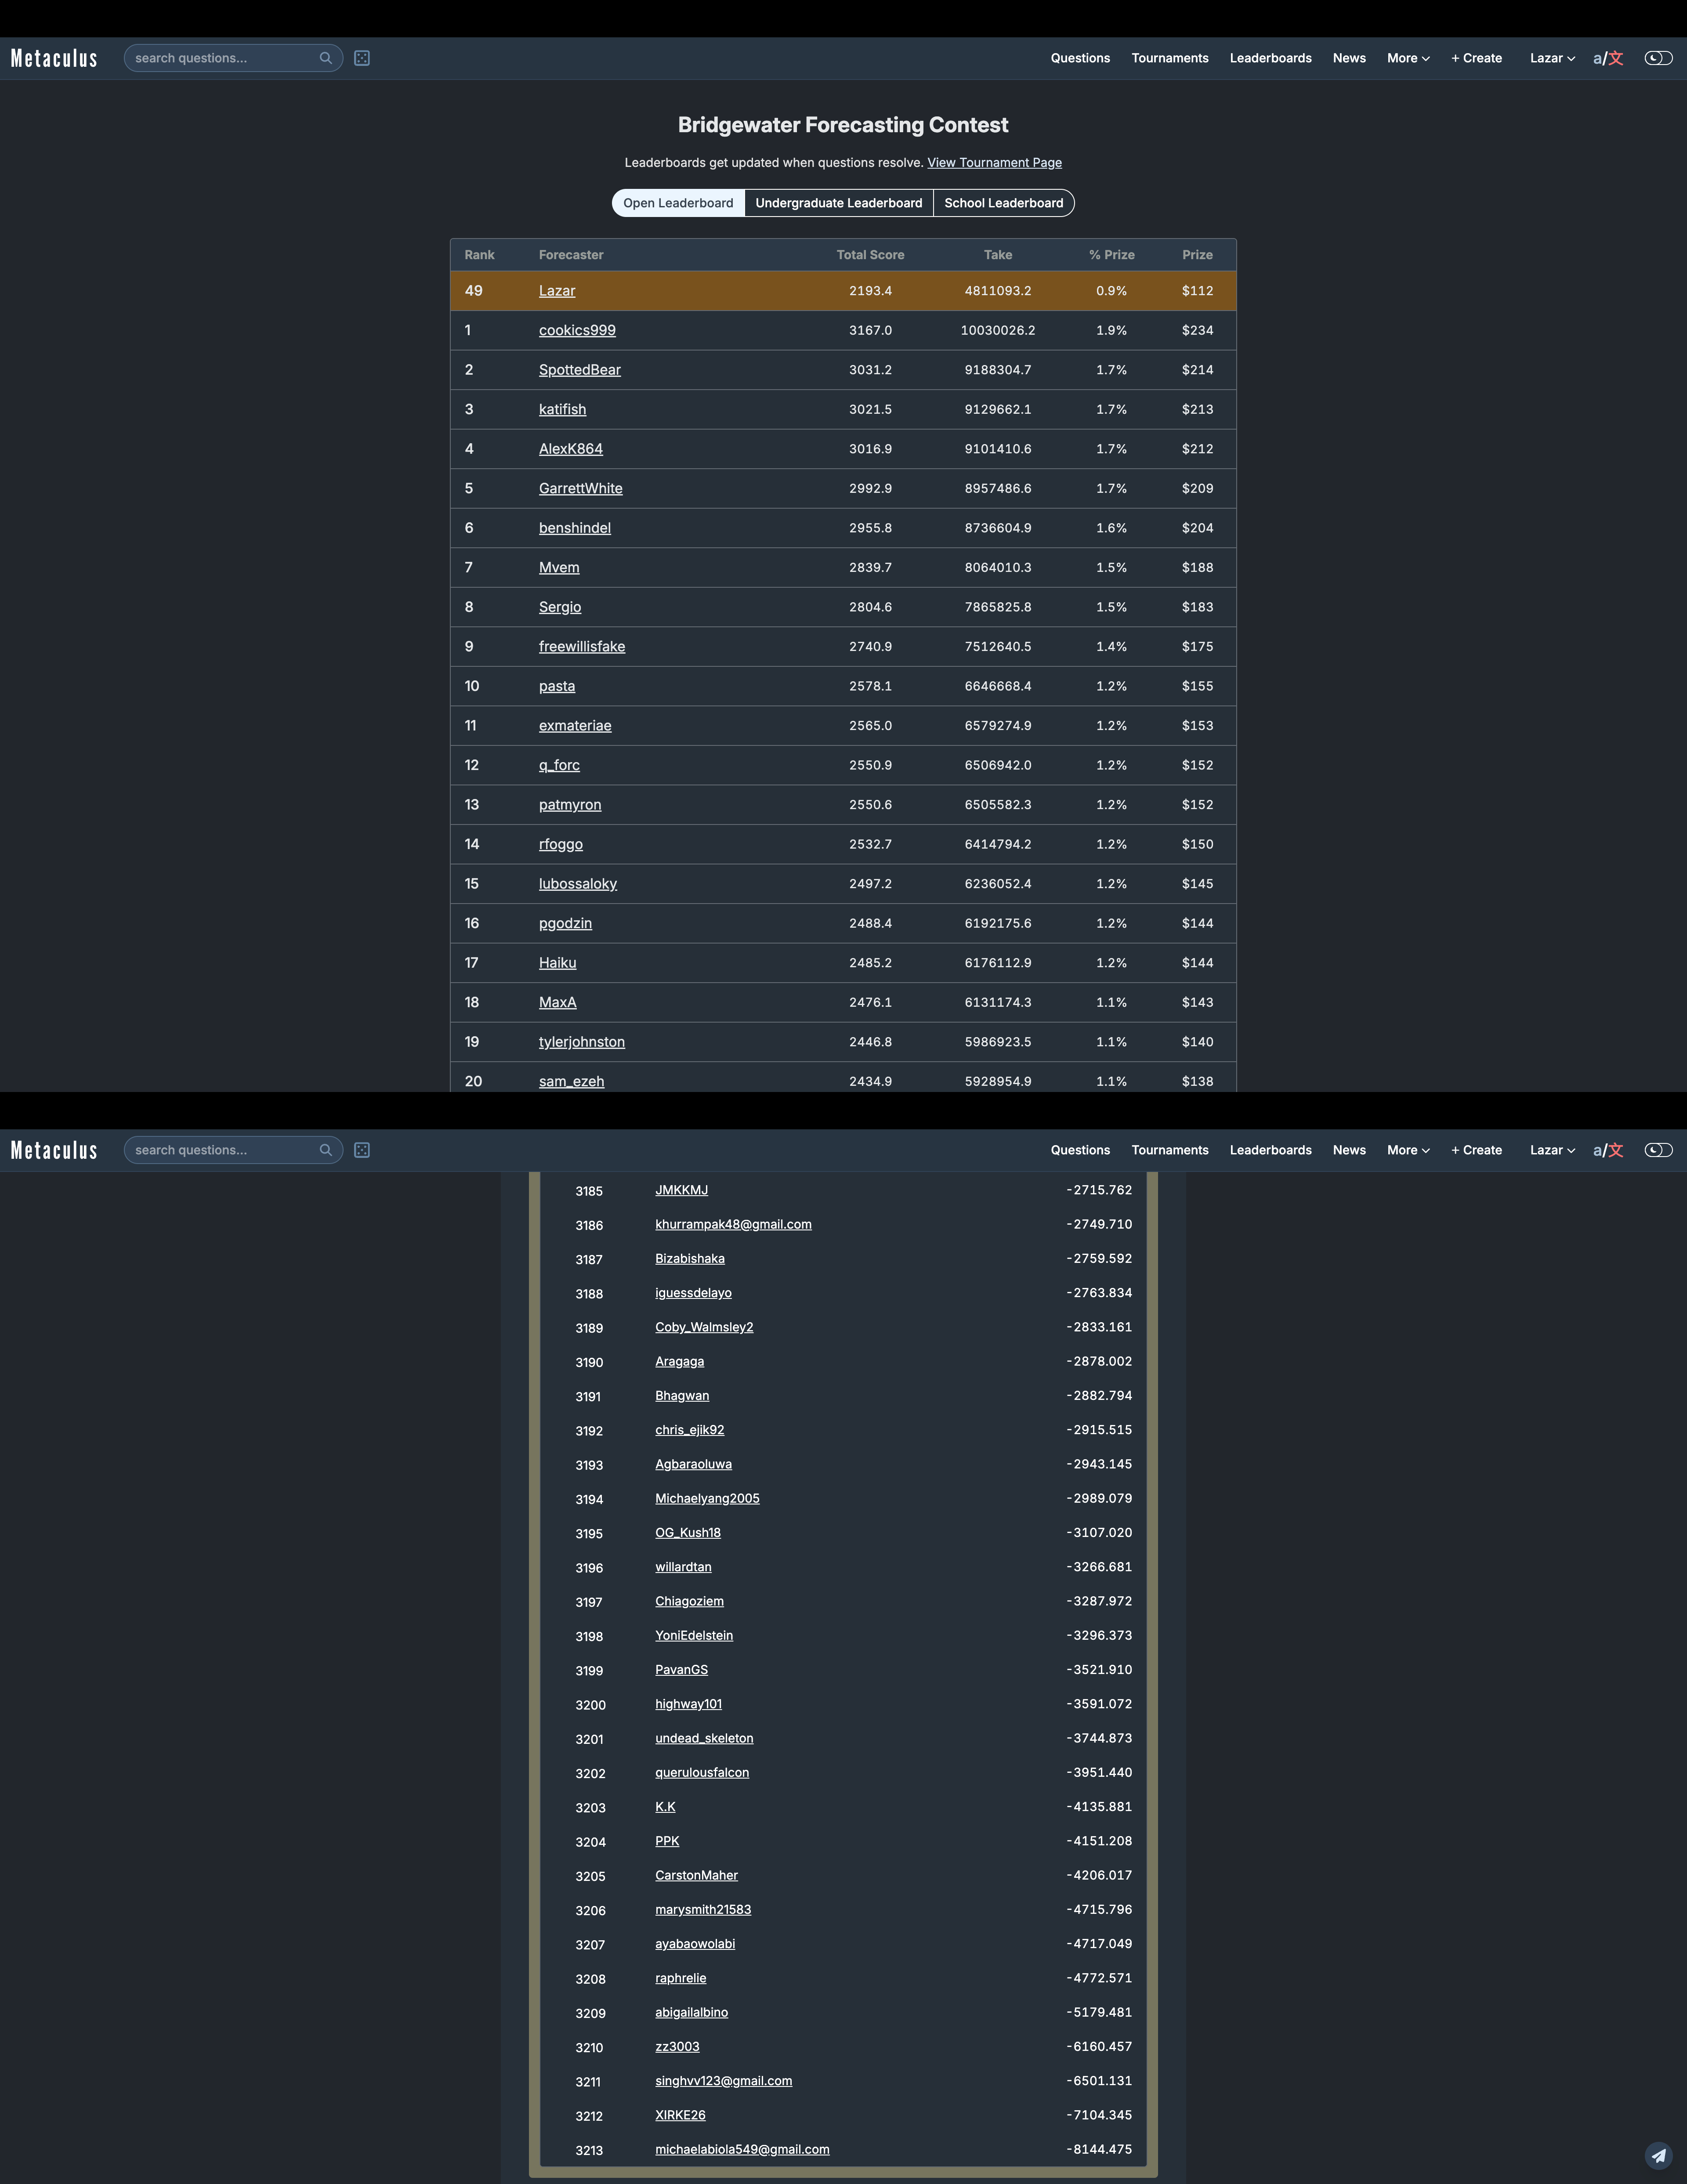 Metaculus search questions... Questions Tournaments Leaderboards News More + Create Lazar a/文
Bridgewater Forecasting Contest
Leaderboards get updated when questions resolve. View Tournament Page
Open Leaderboard Undergraduate Leaderboard School Leaderboard
Rank Forecaster Total Score Take % Prize Prize
49 Lazar 2193.4 4811093.2 0.9% $112
1 cookics999 3167.0 10030026.2 1.9% $234
2 SpottedBear 3031.2 9188304.7 1.7% $214
3 katifish 3021.5 9129662.1 1.7% $213
4 AlexK864 3016.9 9101410.6 1.7% $212
5 GarrettWhite 2992.9 8957486.6 1.7% $209
6 benshindel 2955.8 8736604.9 1.6% $204
7 Mvem 2839.7 8064010.3 1.5% $188
8 Sergio 2804.6 7865825.8 1.5% $183
9 freewillisfake 2740.9 7512640.5 1.4% $175
10 pasta 2578.1 6646668.4 1.2% $155
11 exmateriae 2565.0 6579274.9 1.2% $153
12 q_forc 2550.9 6506942.0 1.2% $152
13 patmyron 2550.6 6505582.3 1.2% $152
14 rfoggo 2532.7 6414794.2 1.2% $150
15 lubossaloky 2497.2 6236052.4 1.2% $145
16 pgodzin 2488.4 6192175.6 1.2% $144
17 Haiku 2485.2 6176112.9 1.2% $144
18 MaxA 2476.1 6131174.3 1.1% $143
19 tylerjohnston 2446.8 5986923.5 1.1% $140
20 sam_ezeh 2434.9 5928954.9 1.1% $138
Metaculus search questions... Questions Tournaments Leaderboards News More + Create Lazar a/文
3185 JMKKMJ -2715.762
3186 khurrampak48@gmail.com -2749.710
3187 Bizabishaka -2759.592
3188 iguessdelayo -2763.834
3189 Coby_Walmsley2 -2833.161
3190 Aragaga -2878.002
3191 Bhagwan -2882.794
3192 chris_ejik92 -2915.515
3193 Agbaraoluwa -2943.145
3194 Michaelyang2005 -2989.079
3195 OG_Kush18 -3107.020
3196 willardtan -3266.681
3197 Chiagoziem -3287.972
3198 YoniEdelstein -3296.373
3199 PavanGS -3521.910
3200 highway101 -3591.072
3201 undead_skeleton -3744.873
3202 querulousfalcon -3951.440
3203 K.K -4135.881
3204 PPK -4151.208
3205 CarstonMaher -4206.017
3206 marysmith21583 -4715.796
3207 ayabaowolabi -4717.049
3208 raphrelie -4772.571
3209 abigailalbino -5179.481
3210 zz3003 -6160.457
3211 singhvv123@gmail.com -6501.131
3212 XIRKE26 -7104.345
3213 michaelabiola549@gmail.com -8144.475